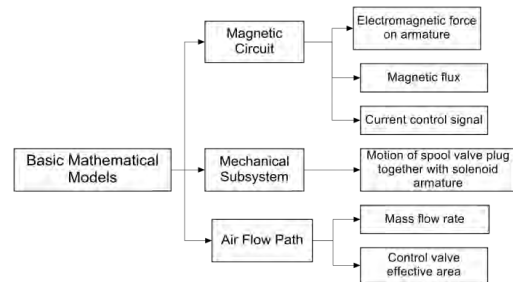 Basic Mathematical
Models
Magnetic
Circuit
Electromagnetic force
on armature
Magnetic flux
Current control signal
Mechanical
Subsystem
Motion of spool valve plug
together with solenoid
armature
Air Flow Path
Mass flow rate
Control valve
effective area